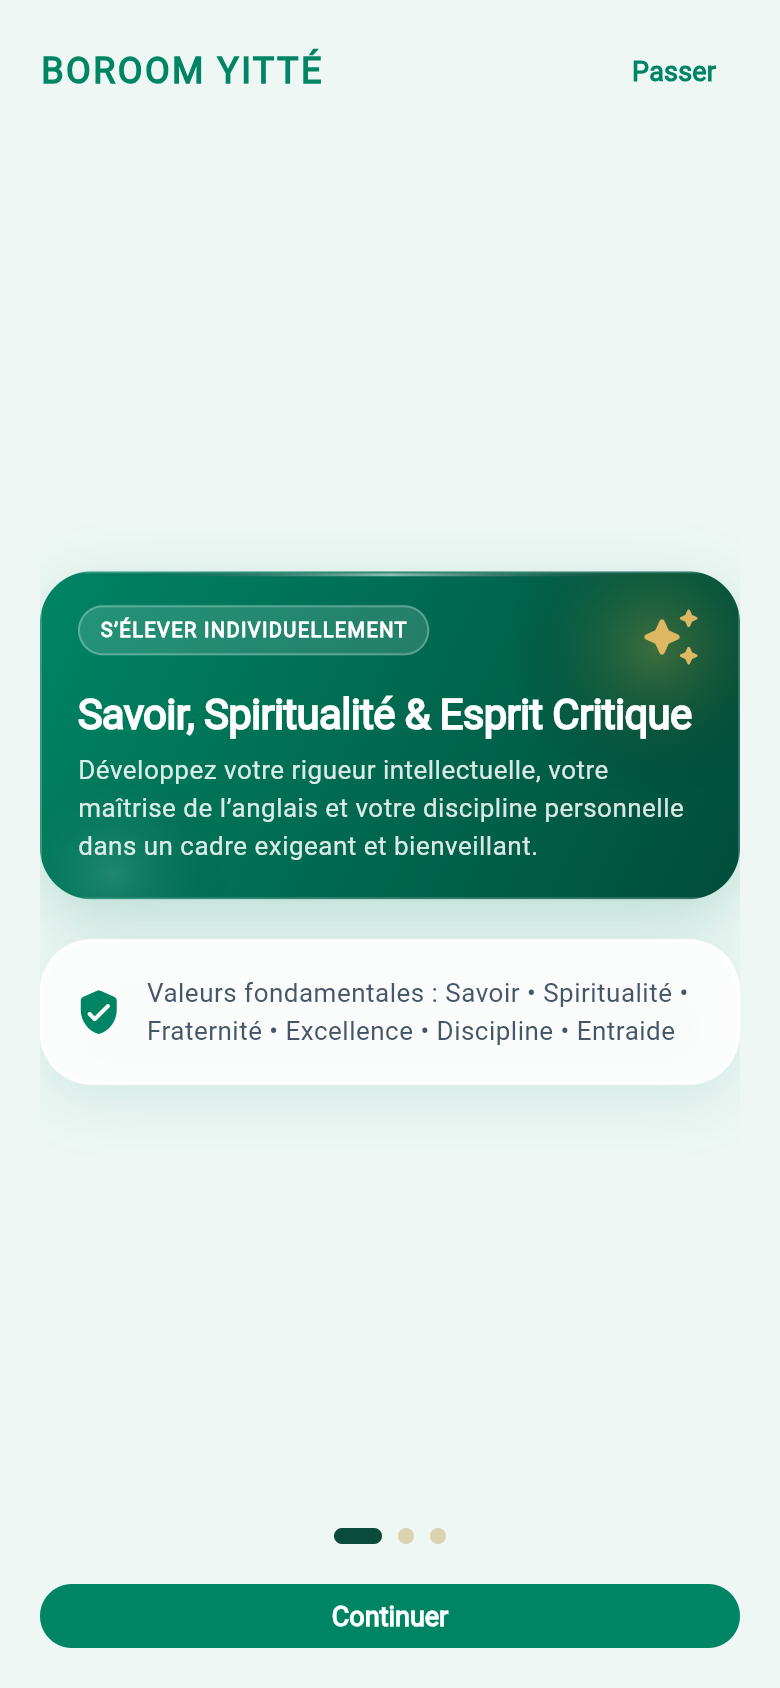 BOROOM YITTÉ
Passer
S’ÉLEVER INDIVIDUELLEMENT
Savoir, Spiritualité & Esprit Critique
Développez votre rigueur intellectuelle, votre
maîtrise de l’anglais et votre discipline personnelle
dans un cadre exigeant et bienveillant.
Valeurs fondamentales : Savoir • Spiritualité •
Fraternité • Excellence • Discipline • Entraide
Continuer